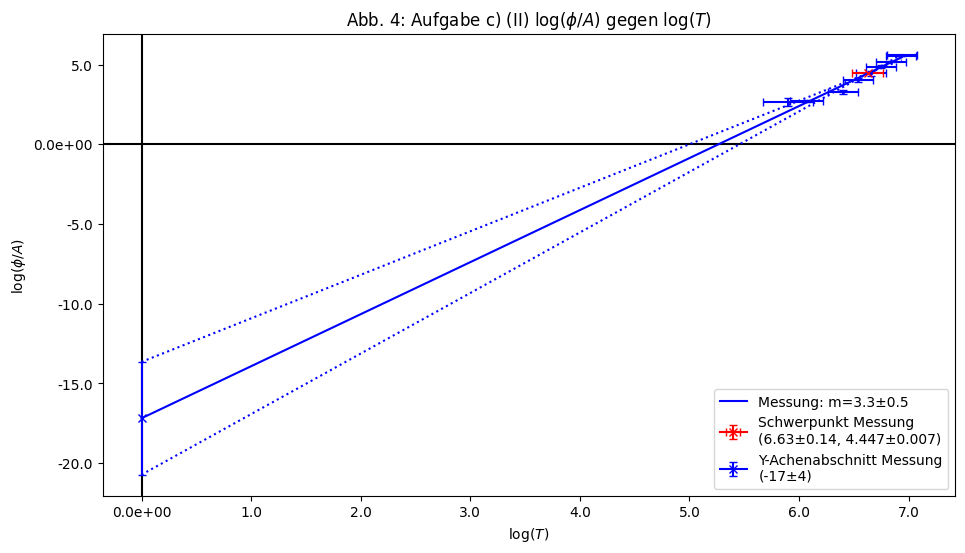 Abb. 4: Aufgabe c) (II) log(ϕ/A) gegen log(T)
log(ϕ/A)
5.0
0.0e+00
-5.0
-10.0
-15.0
-20.0
Messung: m=3.3±0.5
Schwerpunkt Messung
(6.63±0.14, 4.447±0.007)
Y-Achenabschnitt Messung
(-17±4)
0.0e+00 1.0 2.0 3.0 4.0 5.0 6.0 7.0
log(T)